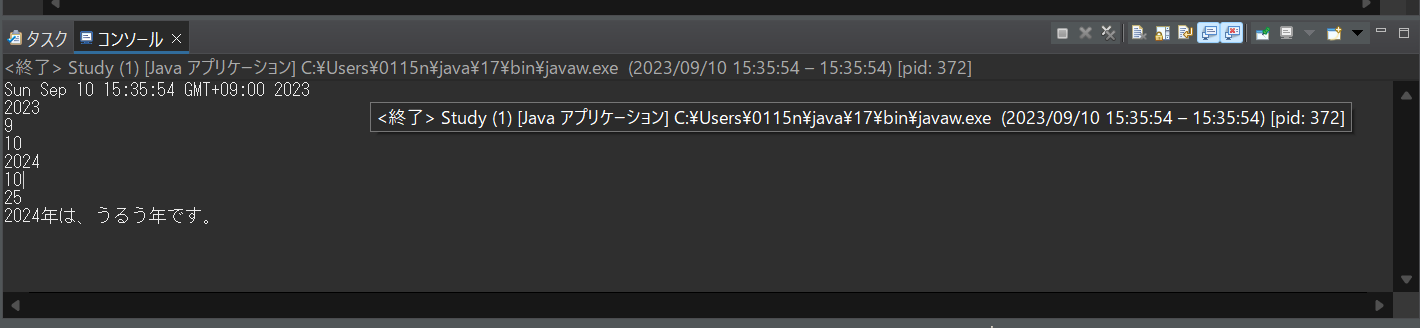 タスク コンソール
<終了> Study (1) [Java アプリケーション] C:¥Users¥0115n¥java¥17¥bin¥javaw.exe (2023/09/10 15:35:54 – 15:35:54) [pid: 372]
Sun Sep 10 15:35:54 GMT+09:00 2023
2023
<終了> Study (1) [Java アプリケーション] C:¥Users¥0115n¥java¥17¥bin¥javaw.exe (2023/09/10 15:35:54 – 15:35:54) [pid: 372]
9
10
2024
10
25
2024年は、うるう年です。